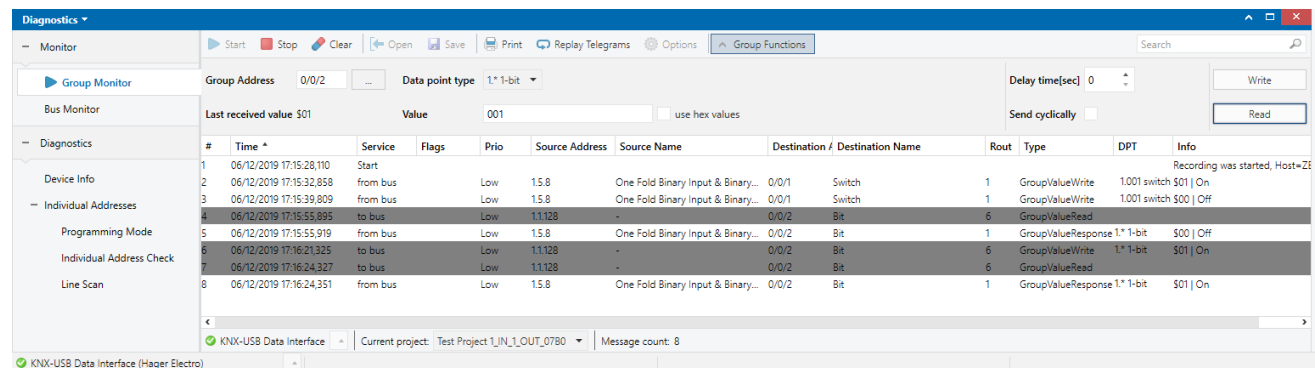 Diagnostics
Monitor
Start Stop Clear Open Save Print Replay Telegrams Options Group Functions Search
Group Monitor
Group Address 0/0/2 ... Data point type 1.* 1-bit Delay time[sec] 0 Write
Bus Monitor
Last received value $01 Value 001 use hex values Send cyclically Read
Diagnostics
# Time Service Flags Prio Source Address Source Name Destination A Destination Name Rout Type DPT Info
1 06/12/2019 17:15:28,110 Start Recording was started, Host=ZE
Device Info
2 06/12/2019 17:15:32,858 from bus Low 1.5.8 One Fold Binary Input & Binary... 0/0/1 Switch 1 GroupValueWrite 1.001 switch $01 | On
3 06/12/2019 17:15:39,809 from bus Low 1.5.8 One Fold Binary Input & Binary... 0/0/1 Switch 1 GroupValueWrite 1.001 switch $00 | Off
Individual Addresses
4 06/12/2019 17:15:55,895 to bus Low 1.1.128 - 0/0/2 Bit 6 GroupValueRead
5 06/12/2019 17:15:55,919 from bus Low 1.5.8 One Fold Binary Input & Binary... 0/0/2 Bit 1 GroupValueResponse 1.* 1-bit $00 | Off
Programming Mode
6 06/12/2019 17:16:21,325 to bus Low 1.1.128 - 0/0/2 Bit 6 GroupValueWrite 1.* 1-bit $01 | On
Individual Address Check
7 06/12/2019 17:16:24,327 to bus Low 1.1.128 - 0/0/2 Bit 6 GroupValueRead
8 06/12/2019 17:16:24,351 from bus Low 1.5.8 One Fold Binary Input & Binary... 0/0/2 Bit 1 GroupValueResponse 1.* 1-bit $01 | On
Line Scan
KNX-USB Data Interface Current project: Test Project 1_IN_1_OUT_07B0 Message count: 8
KNX-USB Data Interface (Hager Electro)